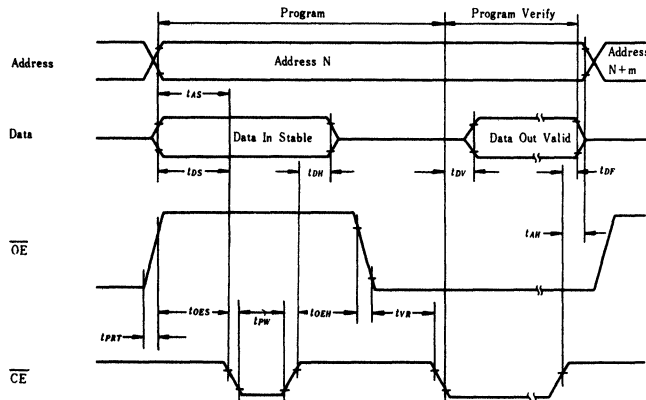 Program
Program Verify
Address
Address N
Address
N+m
tAS
Data
Data In Stable
Data Out Valid
tDS
tDH
tDV
tDF
tAH
OE
tOES
tPW
tOEH
tVR
tPRT
CE